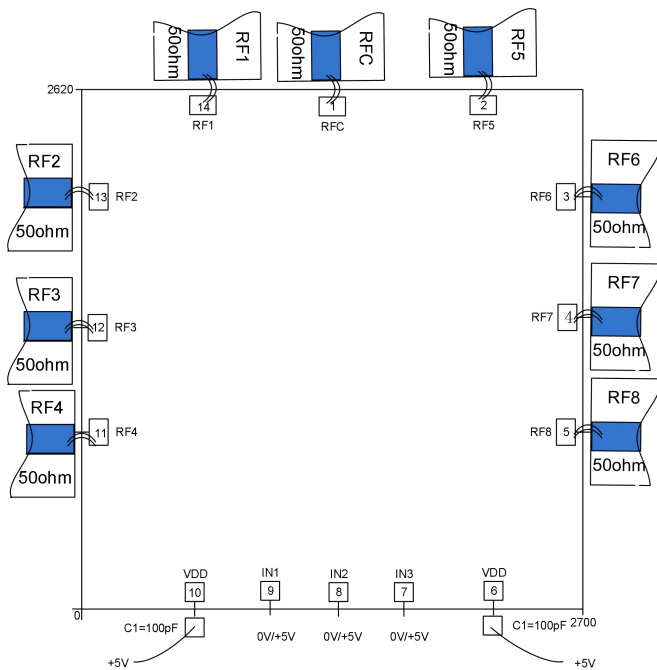 RF1
50ohm
RFC
50ohm
RF5
50ohm
2620
14
1
2
RF1
RFC
RF5
RF2
13
RF2
50ohm
RF6
RF6
3
50ohm
RF3
12
RF3
50ohm
RF7
RF7
4
50ohm
RF4
11
RF4
50ohm
RF8
RF8
5
50ohm
VDD
IN1
IN2
IN3
VDD
10
9
8
7
6
0
2700
C1=100pF
0V/+5V
0V/+5V
0V/+5V
C1=100pF
+5V
+5V